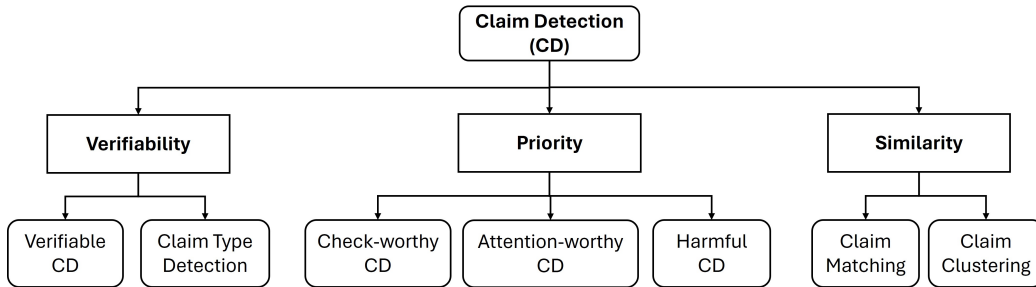 Claim Detection
(CD)
Verifiability
Priority
Similarity
Verifiable
CD
Claim Type
Detection
Check-worthy
CD
Attention-worthy
CD
Harmful
CD
Claim
Matching
Claim
Clustering